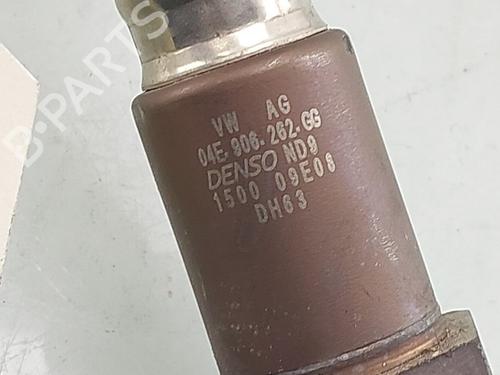 B-PARTS
VW AG
04E.906.262.GG
DENSO ND9
1500 09E06
DH63